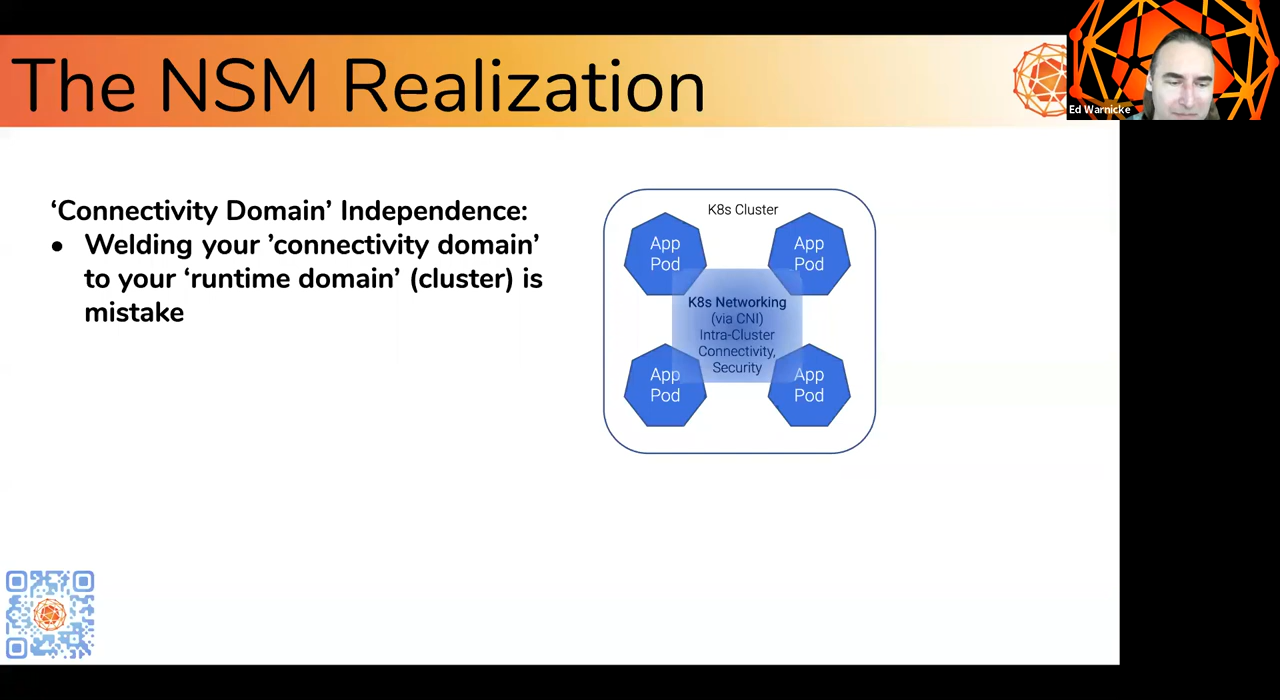 The NSM Realization
Ed Warnicke
‘Connectivity Domain’ Independence:
● Welding your ’connectivity domain’
to your ‘runtime domain’ (cluster) is
mistake
K8s Cluster
App
Pod
App
Pod
K8s Networking
(via CNI)
Intra-Cluster
Connectivity,
Security
App
Pod
App
Pod